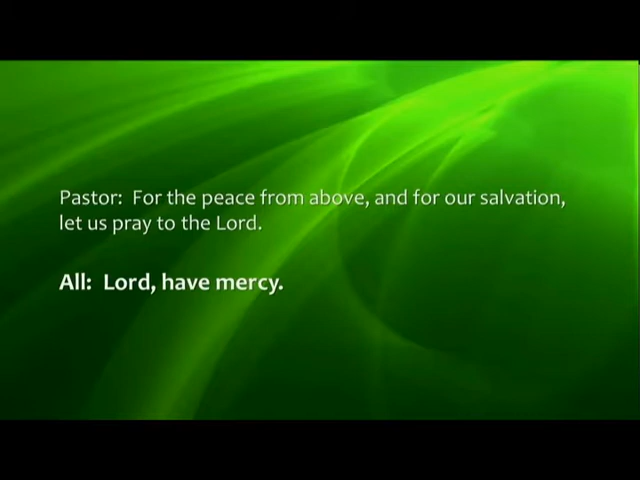 Pastor:  For the peace from above, and for our salvation,
let us pray to the Lord.
All:  Lord, have mercy.